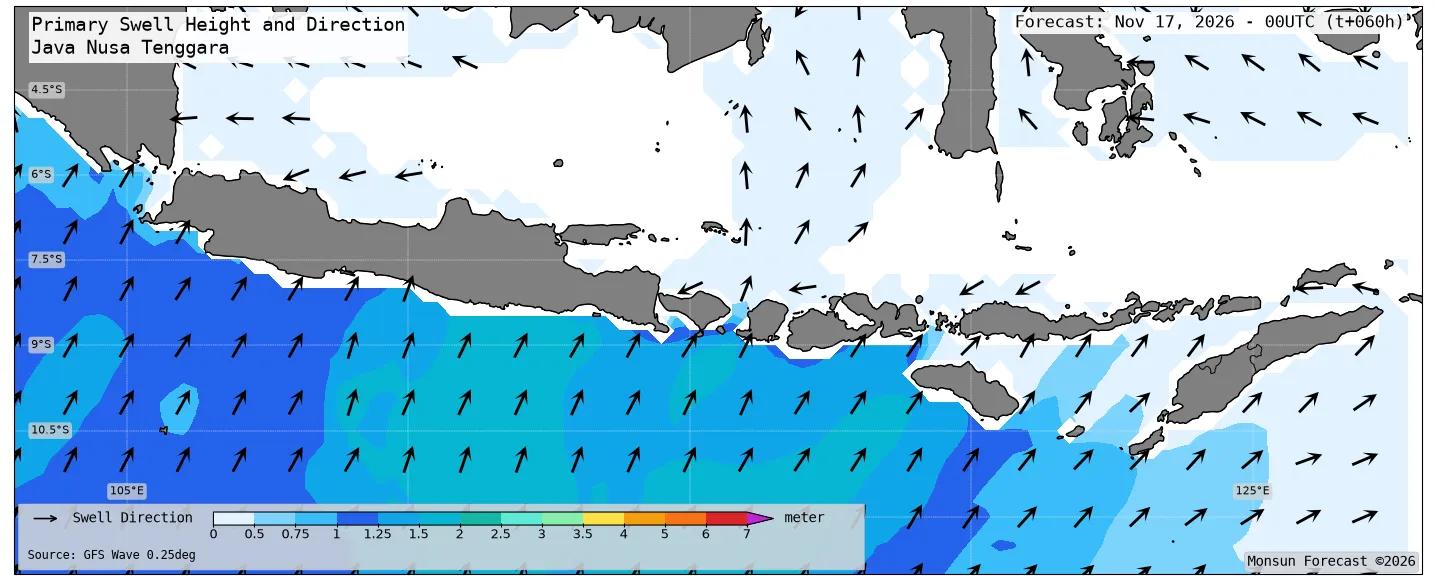 Primary Swell Height and Direction
Java Nusa Tenggara
Forecast: Nov 17, 2026 - 00UTC (t+060h)
4.5°S
6°S
7.5°S
9°S
10.5°S
105°E
125°E
Swell Direction
0 0.5 0.75 1 1.25 1.5 2 2.5 3 3.5 4 5 6 7
meter
Source: GFS Wave 0.25deg
Monsun Forecast ©2026